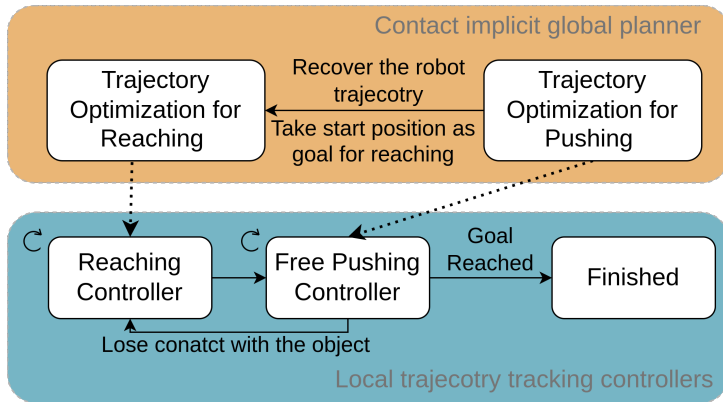 Contact implicit global planner
Trajectory
Optimization for
Reaching
Recover the robot
trajecotry
Take start position as
goal for reaching
Trajectory
Optimization for
Pushing
Reaching
Controller
Free Pushing
Controller
Goal
Reached
Finished
Lose conatct with the object
Local trajecotry tracking controllers